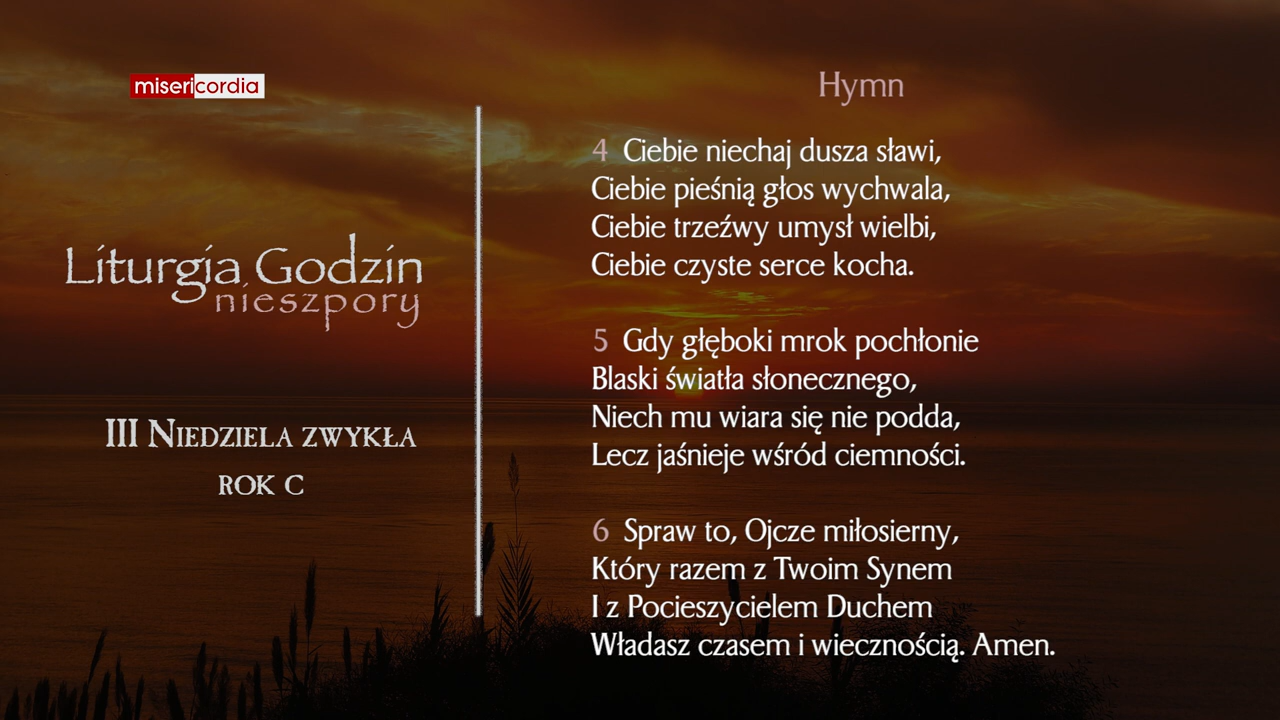 misericordia
Liturgia Godzin
nieszpory
III Niedziela zwykła
rok C
Hymn
4 Ciebie niechaj dusza sławi,
Ciebie pieśnią głos wychwala,
Ciebie trzeźwy umysł wielbi,
Ciebie czyste serce kocha.
5 Gdy głęboki mrok pochłonie
Blaski światła słonecznego,
Niech mu wiara się nie podda,
Lecz jaśnieje wśród ciemności.
6 Spraw to, Ojcze miłosierny,
Który razem z Twoim Synem
I z Pocieszycielem Duchem
Władasz czasem i wiecznością. Amen.